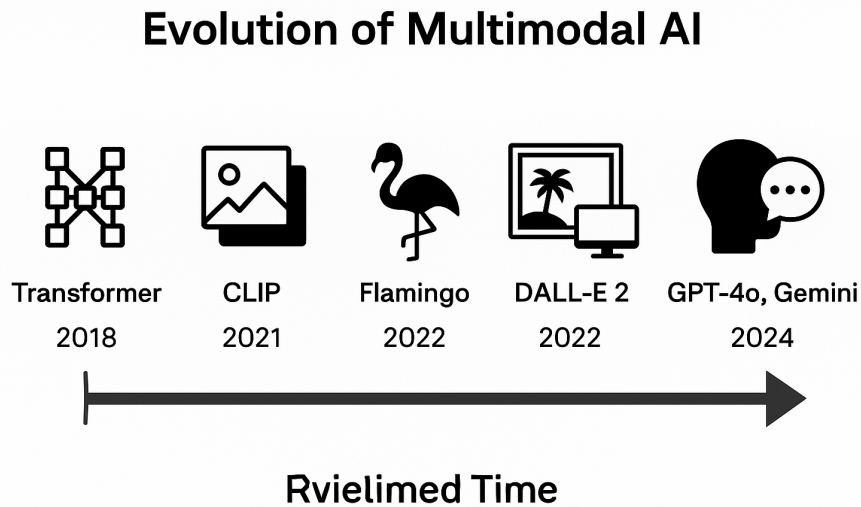 Evolution of Multimodal AI
Transformer CLIP Flamingo DALL-E 2 GPT-4o, Gemini
2018 2021 2022 2022 2024
Rvielimed Time